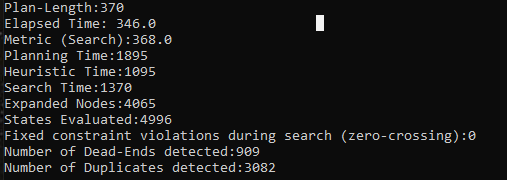 Plan-Length:370
Elapsed Time: 346.0
Metric (Search):368.0
Planning Time:1895
Heuristic Time:1095
Search Time:1370
Expanded Nodes:4065
States Evaluated:4996
Fixed constraint violations during search (zero-crossing):0
Number of Dead-Ends detected:909
Number of Duplicates detected:3082